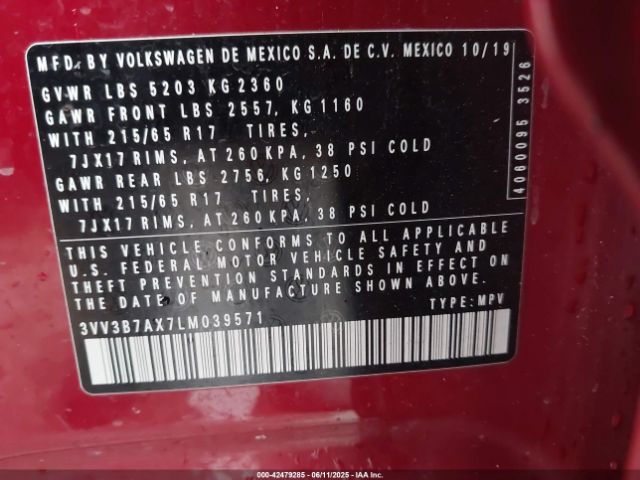 MFD. BY VOLKSWAGEN DE MEXICO S.A. DE C.V. MEXICO 10/19
GVWR LBS 5203 KG 2360
GAWR FRONT LBS 2557, KG 1160
WITH 215/65 R17 TIRES,
7JX17 RIMS, AT 260 KPA, 38 PSI COLD
GAWR REAR LBS 2756, KG 1250
WITH 215/65 R17 TIRES,
7JX17 RIMS, AT 260 KPA, 38 PSI COLD
THIS VEHICLE CONFORMS TO ALL APPLICABLE
U.S. FEDERAL MOTOR VEHICLE SAFETY AND
THEFT PREVENTION STANDARDS IN EFFECT ON
THE DATE OF MANUFACTURE SHOWN ABOVE.
3VV3B7AX7LM039571 TYPE: MPV
4060095 3526
000-42479285 - 06/11/2025 - IAAI.COM